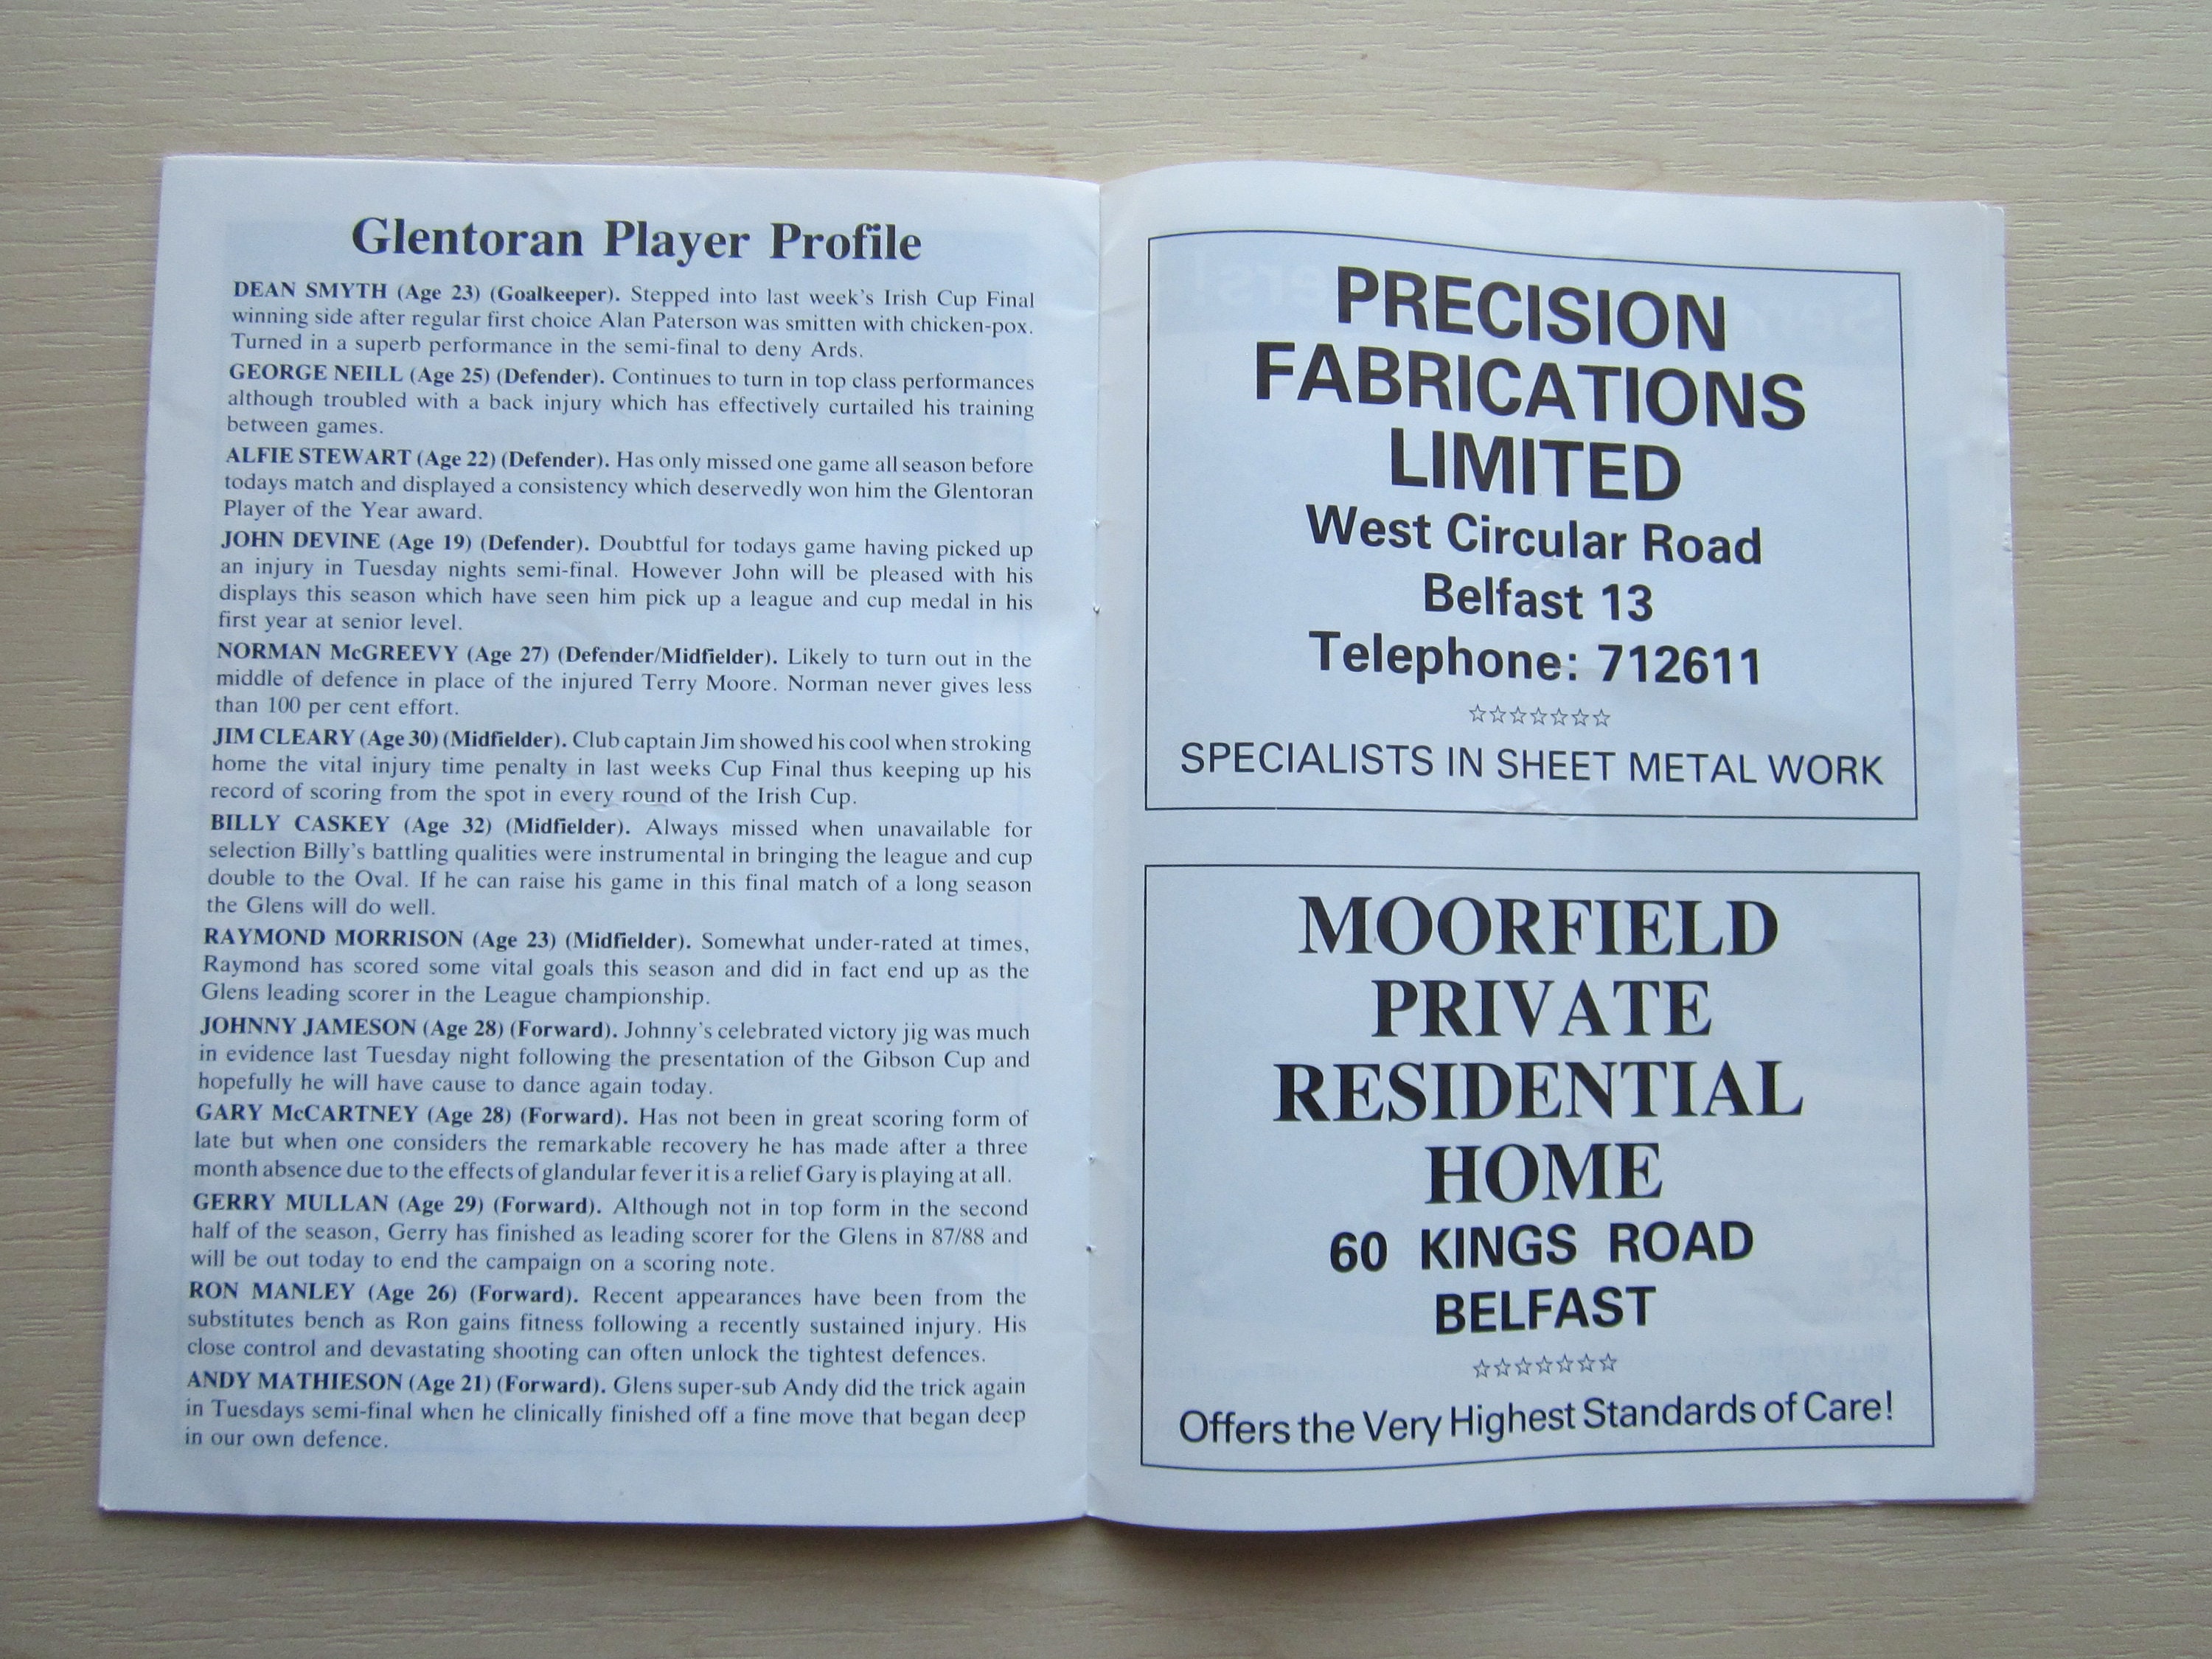 Glentoran Player Profile
DEAN SMYTH (Age 23) (Goalkeeper). Stepped into last week's Irish Cup Final
winning side after regular first choice Alan Paterson was smitten with chicken-pox.
Turned in a superb performance in the semi-final to deny Ards.
GEORGE NEILL (Age 25) (Defender). Continues to turn in top class performances
although troubled with a back injury which has effectively curtailed his training
between games.
ALFIE STEWART (Age 22) (Defender). Has only missed one game all season before
todays match and displayed a consistency which deservedly won him the Glentoran
Player of the Year award.
JOHN DEVINE (Age 19) (Defender). Doubtful for todays game having picked up
an injury in Tuesday nights semi-final. However John will be pleased with his
displays this season which have seen him pick up a league and cup medal in his
first year at senior level.
NORMAN McGREEVY (Age 27) (Defender/Midfielder). Likely to turn out in the
middle of defence in place of the injured Terry Moore. Norman never gives less
than 100 per cent effort.
JIM CLEARY (Age 30) (Midfielder). Club captain Jim showed his cool when stroking
home the vital injury time penalty in last weeks Cup Final thus keeping up his
record of scoring from the spot in every round of the Irish Cup.
BILLY CASKEY (Age 32) (Midfielder). Always missed when unavailable for
selection Billy's battling qualities were instrumental in bringing the league and cup
double to the Oval. If he can raise his game in this final match of a long season
the Glens will do well.
RAYMOND MORRISON (Age 23) (Midfielder). Somewhat under-rated at times,
Raymond has scored some vital goals this season and did in fact end up as the
Glens leading scorer in the League championship.
JOHNNY JAMESON (Age 28) (Forward). Johnny's celebrated victory jig was much
in evidence last Tuesday night following the presentation of the Gibson Cup and
hopefully he will have cause to dance again today.
GARY McCARTNEY (Age 28) (Forward). Has not been in great scoring form of
late but when one considers the remarkable recovery he has made after a three
month absence due to the effects of glandular fever it is a relief Gary is playing at all.
GERRY MULLAN (Age 29) (Forward). Although not in top form in the second
half of the season, Gerry has finished as leading scorer for the Glens in 87/88 and
will be out today to end the campaign on a scoring note.
RON MANLEY (Age 26) (Forward). Recent appearances have been from the
substitutes bench as Ron gains fitness following a recently sustained injury. His
close control and devastating shooting can often unlock the tightest defences.
ANDY MATHIESON (Age 21) (Forward). Glens super-sub Andy did the trick again
in Tuesdays semi-final when he clinically finished off a fine move that began deep
in our own defence.
PRECISION
FABRICATIONS
LIMITED
West Circular Road
Belfast 13
Telephone: 712611
☆☆☆☆☆☆☆
SPECIALISTS IN SHEET METAL WORK
MOORFIELD
PRIVATE
RESIDENTIAL
HOME
60 KINGS ROAD
BELFAST
☆☆☆☆☆☆☆
Offers the Very Highest Standards of Care!